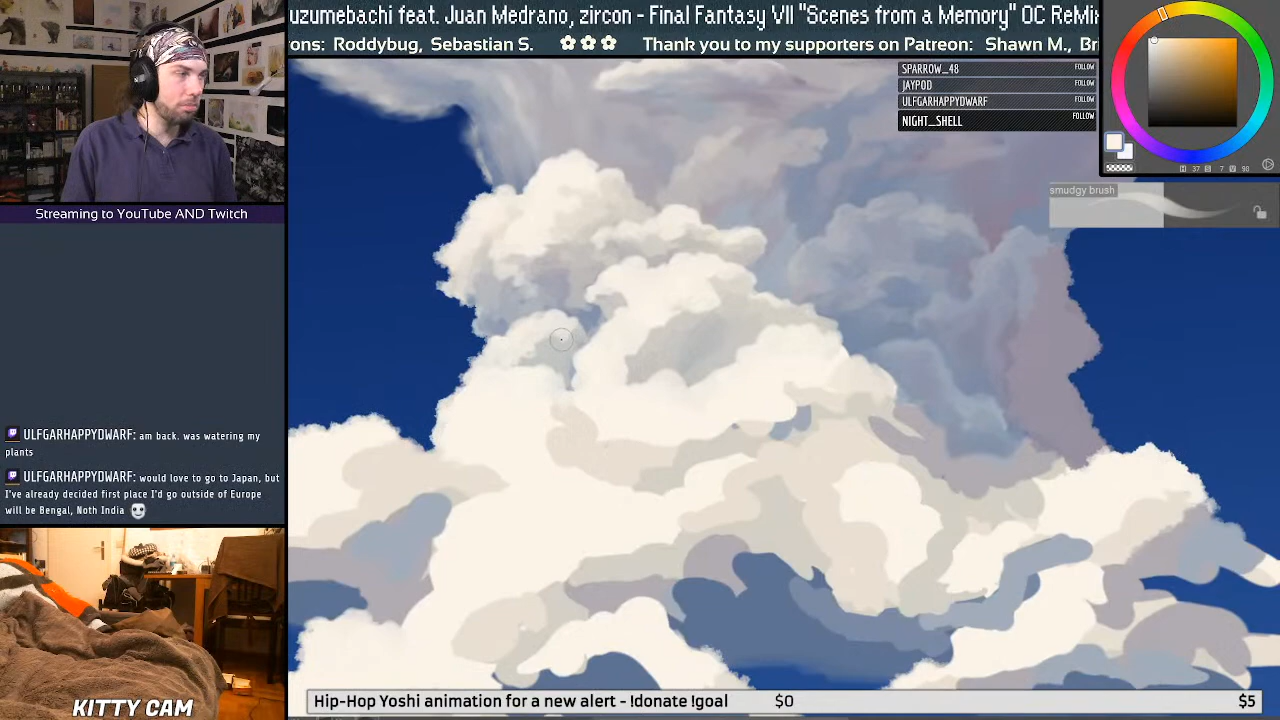 uzumebachi feat. Juan Medrano, zircon - Final Fantasy VII "Scenes from a Memory" OC ReMi
ons: Roddybug, Sebastian S. ✿ ✿ ✿ Thank you to my supporters on Patreon: Shawn M., Br
SPARROW_48 FOLLOW
JAYPOD FOLLOW
ULFGARHAPPYDWARF FOLLOW
NIGHT_SHELL FOLLOW
H 37 S 7 V 98
smudgy brush
Streaming to YouTube AND Twitch
ULFGARHAPPYDWARF: am back. was watering my
plants
ULFGARHAPPYDWARF: would love to go to Japan, but
I've already decided first place I'd go outside of Europe
will be Bengal, Noth India
KITTY CAM
Hip-Hop Yoshi animation for a new alert - !donate !goal $0 $5